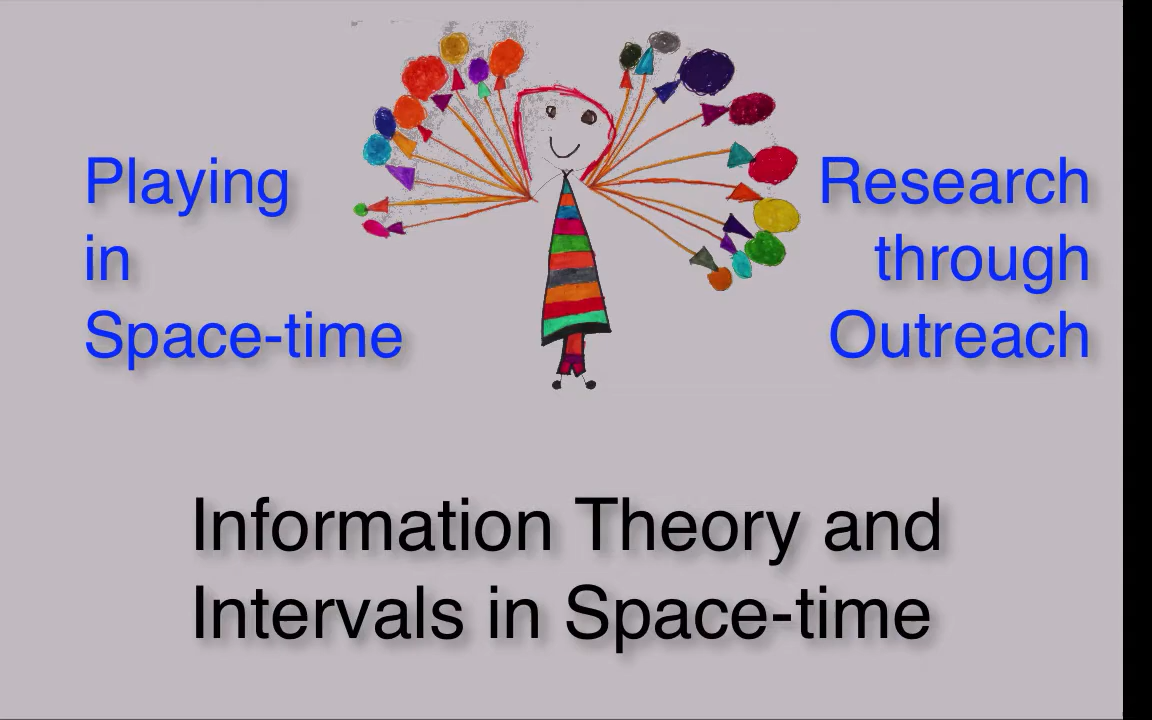 Playing
in
Space-time
Research
through
Outreach
Information Theory and
Intervals in Space-time